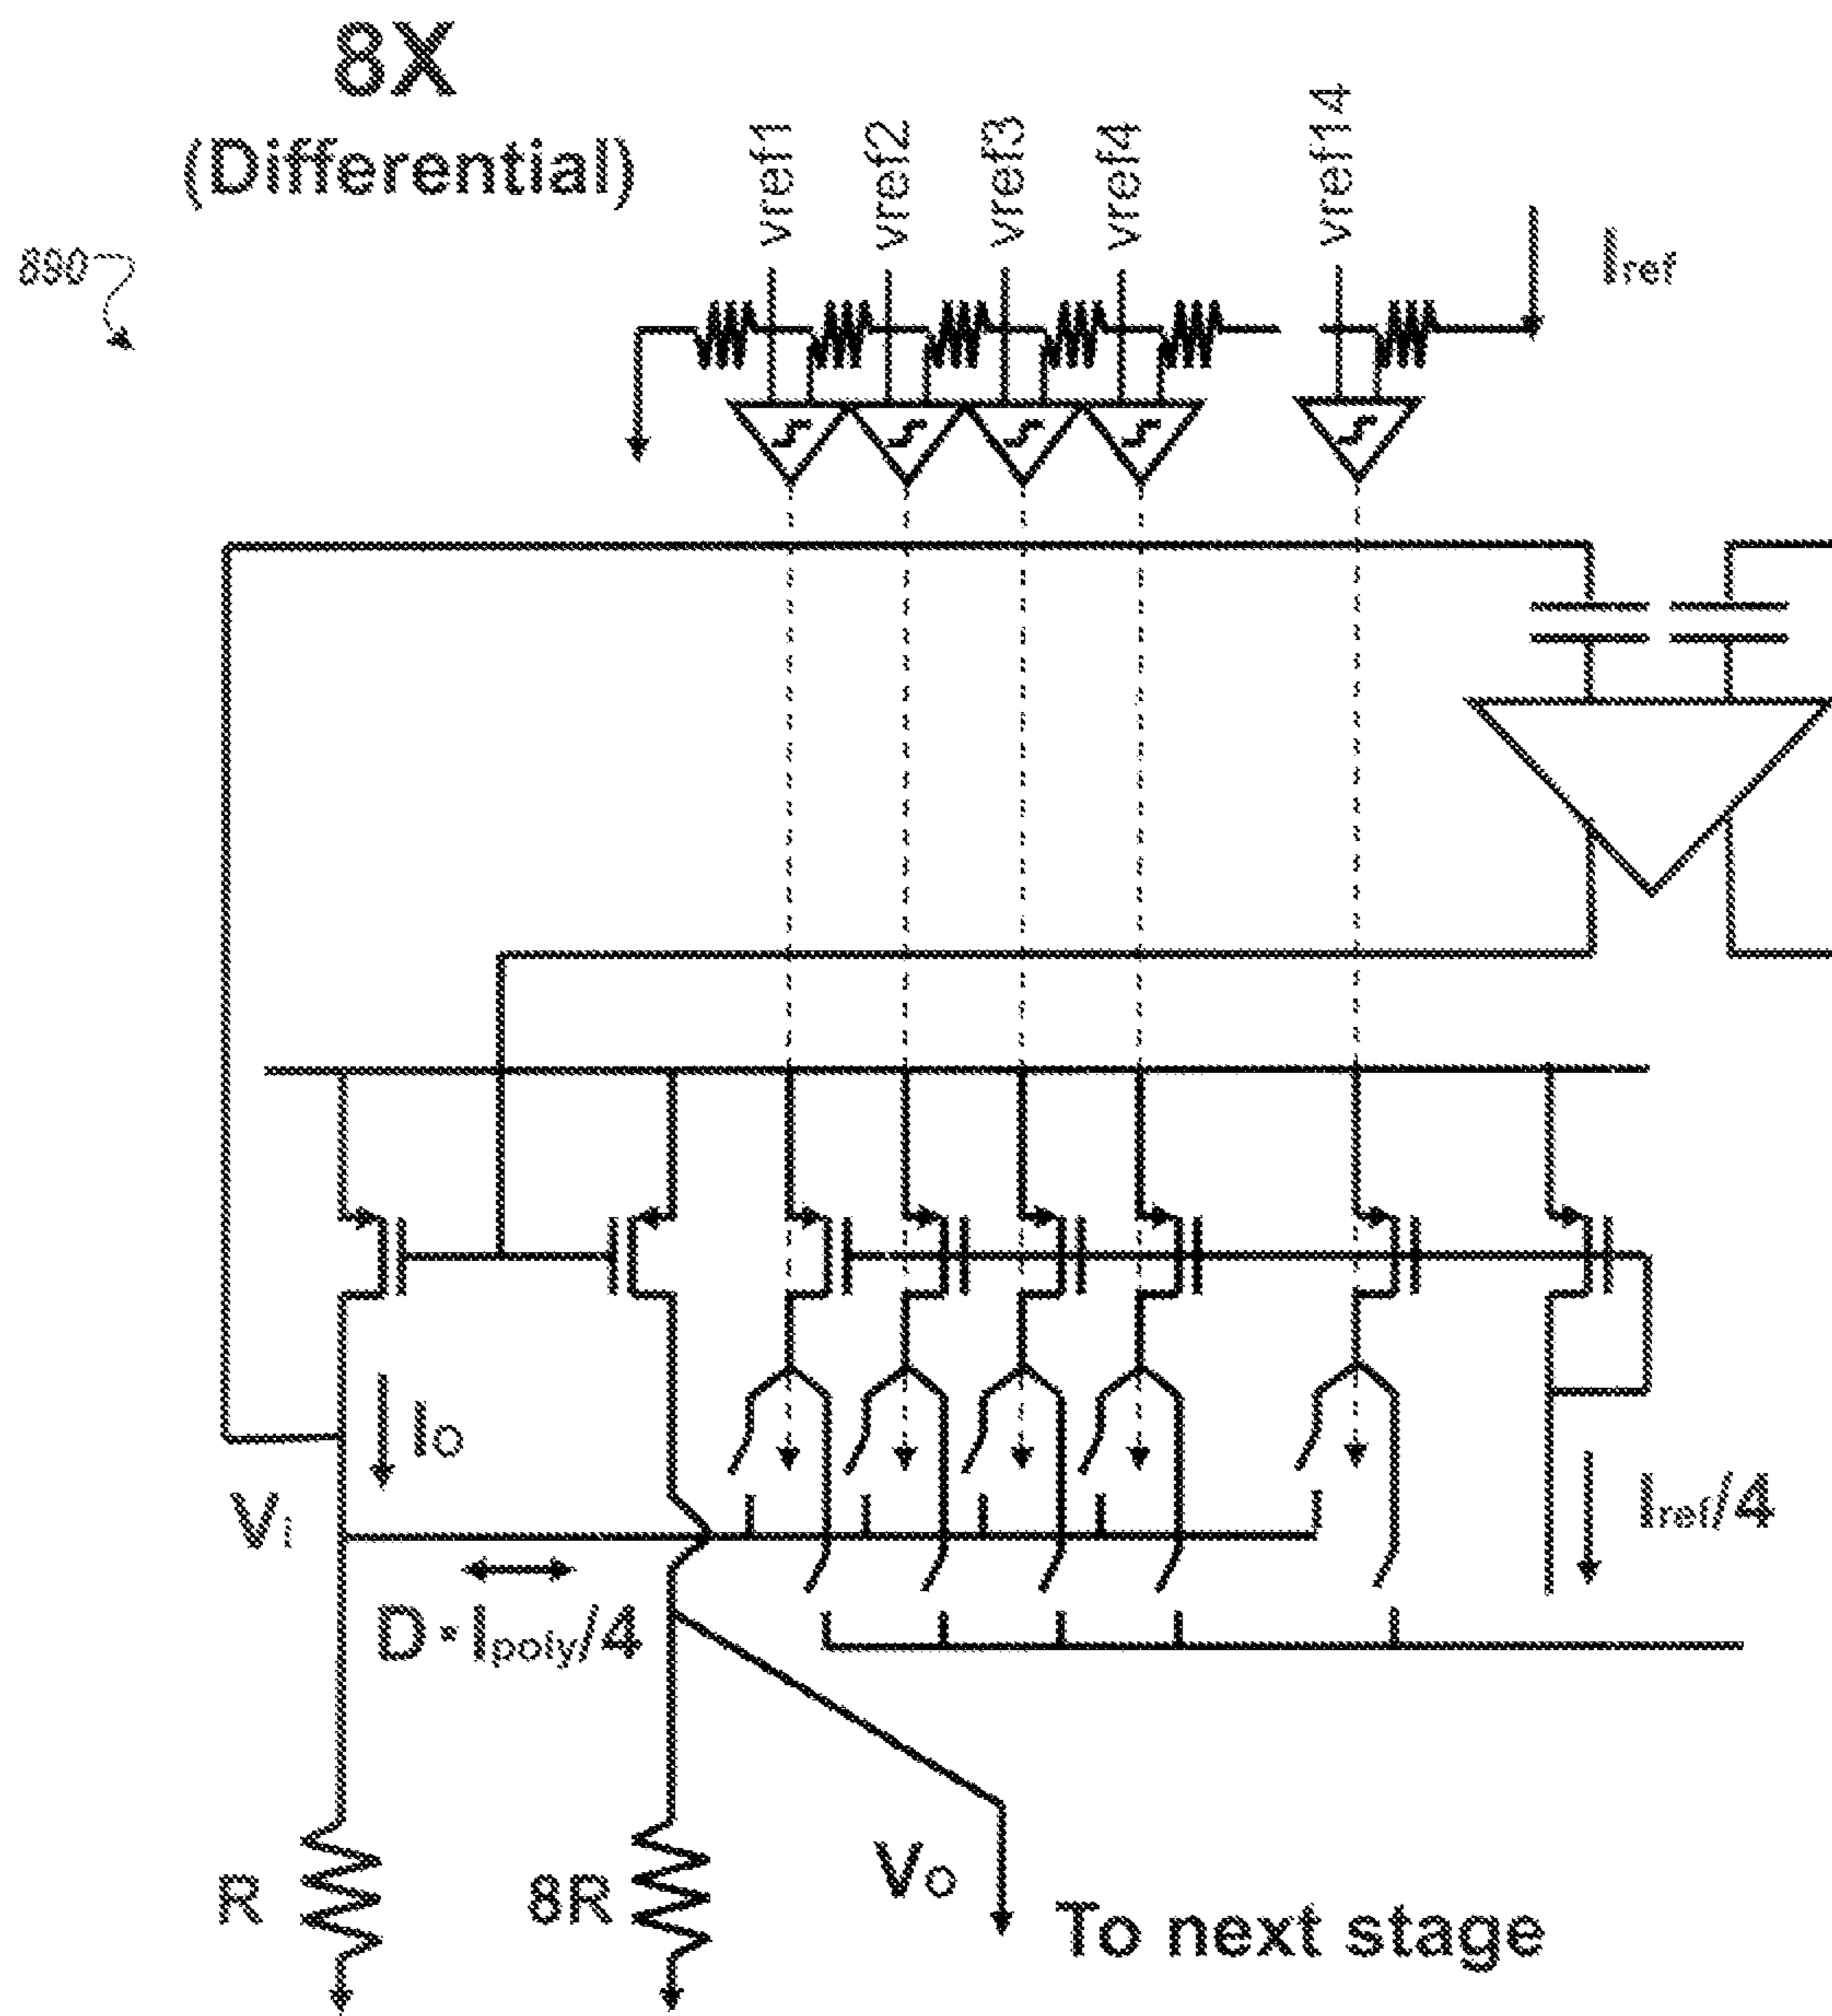 8X
(Differential)
890
vref1
vref2
vref3
vref4
vref14
Iref
IO
Vi
D • Ipoly/4
Iref/4
R
8R
VO
To next stage